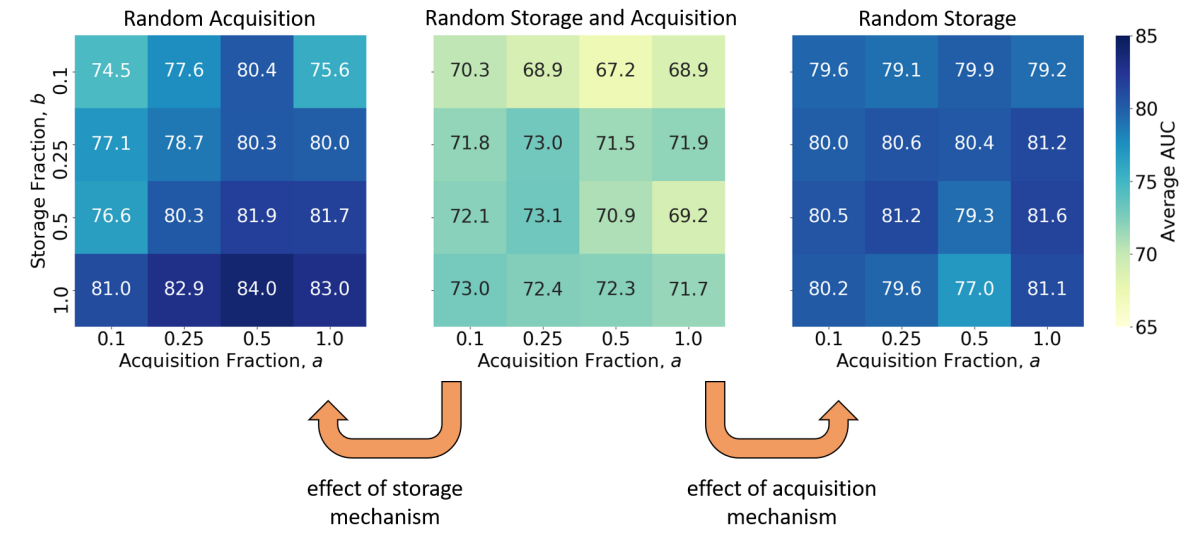 Random Acquisition
Random Storage and Acquisition
Random Storage
Storage Fraction, b
0.1
74.5 77.6 80.4 75.6
0.25
77.1 78.7 80.3 80.0
0.5
76.6 80.3 81.9 81.7
1.0
81.0 82.9 84.0 83.0
0.1 0.25 0.5 1.0
Acquisition Fraction, a
70.3 68.9 67.2 68.9
71.8 73.0 71.5 71.9
72.1 73.1 70.9 69.2
73.0 72.4 72.3 71.7
0.1 0.25 0.5 1.0
Acquisition Fraction, a
79.6 79.1 79.9 79.2
80.0 80.6 80.4 81.2
80.5 81.2 79.3 81.6
80.2 79.6 77.0 81.1
0.1 0.25 0.5 1.0
Acquisition Fraction, a
85
80
75
70
65
Average AUC
effect of storage
mechanism
effect of acquisition
mechanism